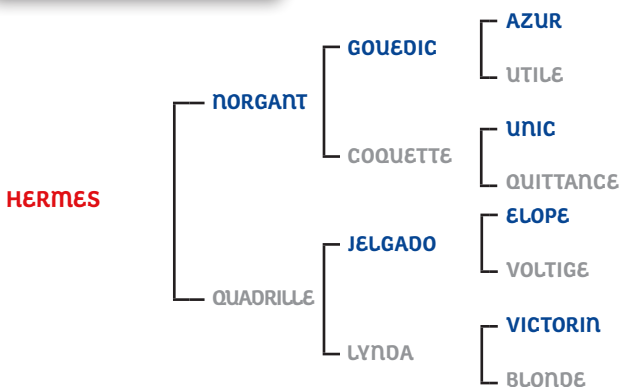 AZUR
GOUEDIC
UTILE
NORGANT
UNIC
COQUETTE
QUITTANCE
HERMES
ELOPE
JELGADO
VOLTIGE
QUADRILLE
VICTORIN
LYNDA
BLONDE